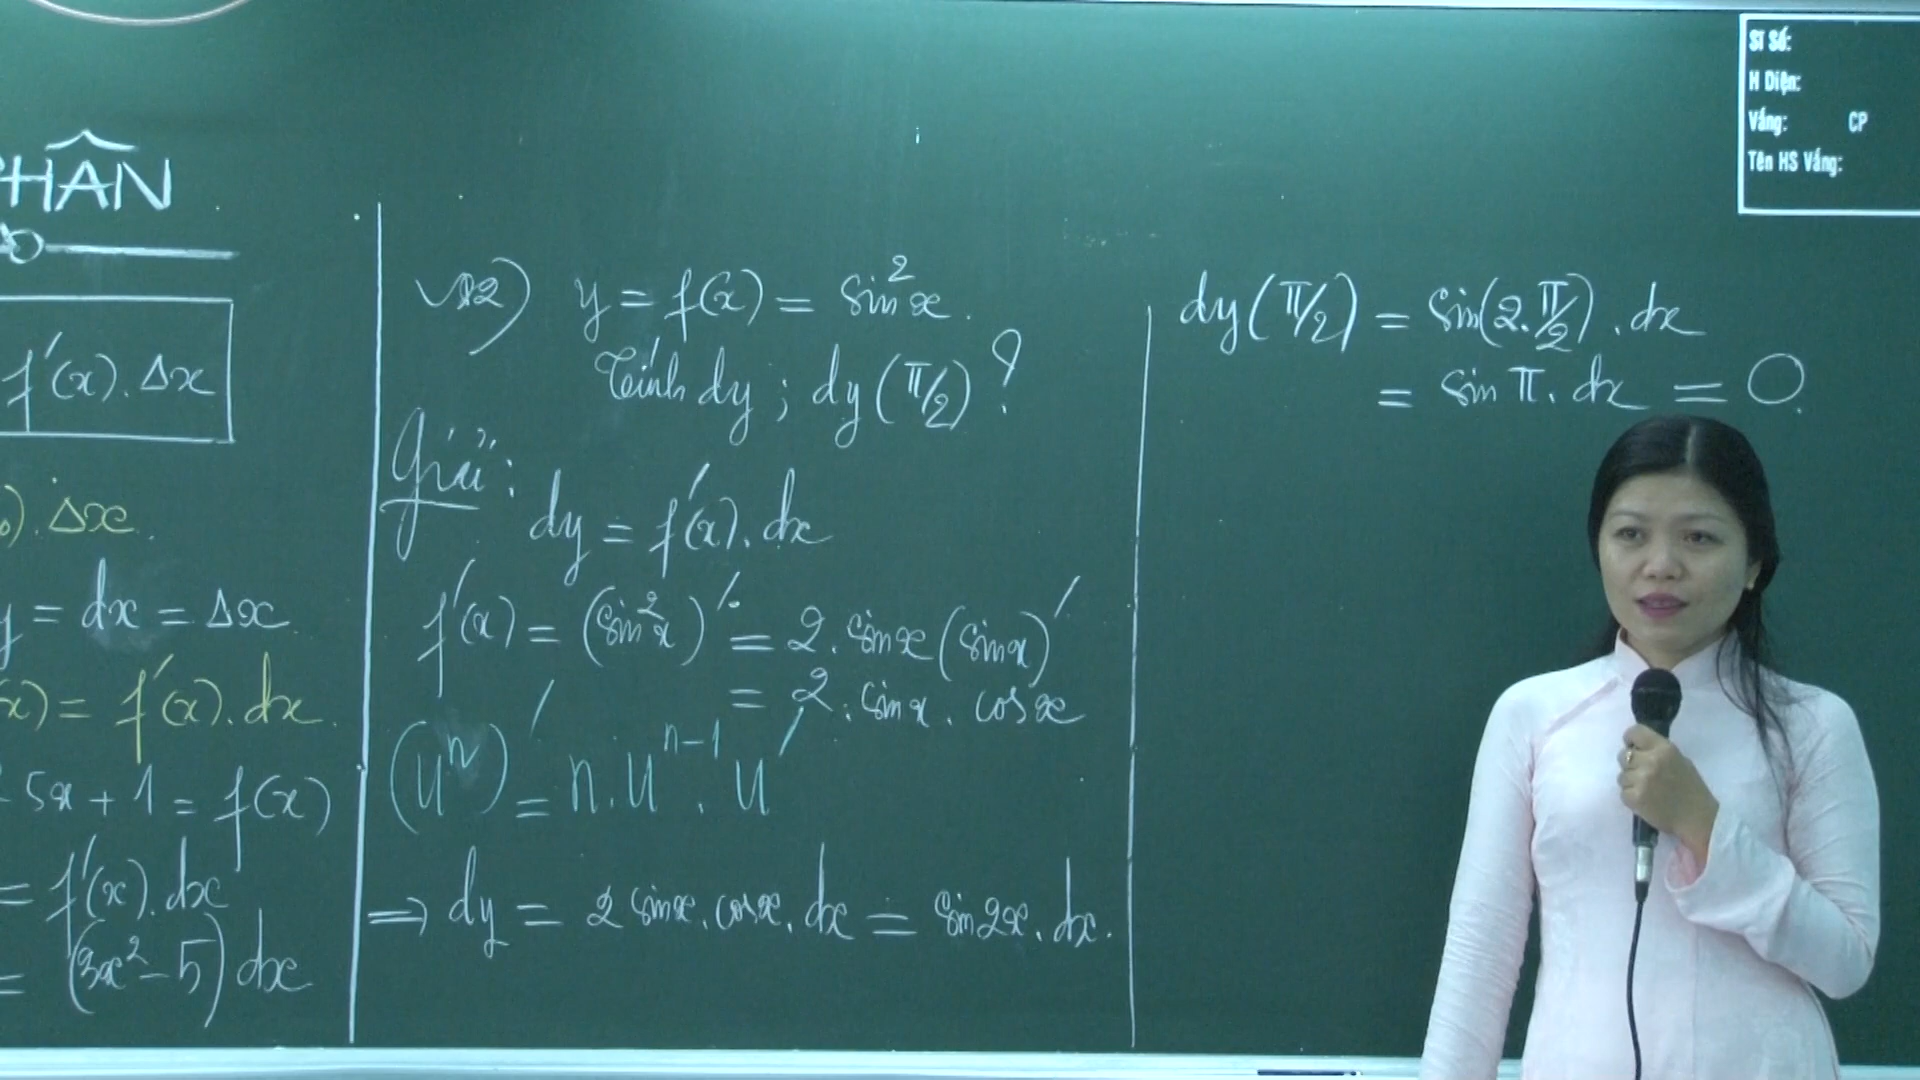 PHÂN
f'(x).Δx
).Δx.
y = dx = Δx.
x) = f'(x).dx.
5x + 1 = f(x)
= f'(x).dx
= (3x² - 5) dx
VD2) y = f(x) = sin²x.
Tính dy ; dy(π/2) ?
Giải:
dy = f'(x).dx
f'(x) = (sin²x)' = 2.sinx(sinx)'
= 2.sinx.cosx
(uⁿ)' = n.uⁿ⁻¹.u'
⇒ dy = 2sinx.cosx.dx = sin2x.dx.
dy(π/2) = sin(2.π/2).dx
= sin π.dx = 0.
Sĩ Số:
H Diện:
Vắng: CP
Tên HS Vắng: